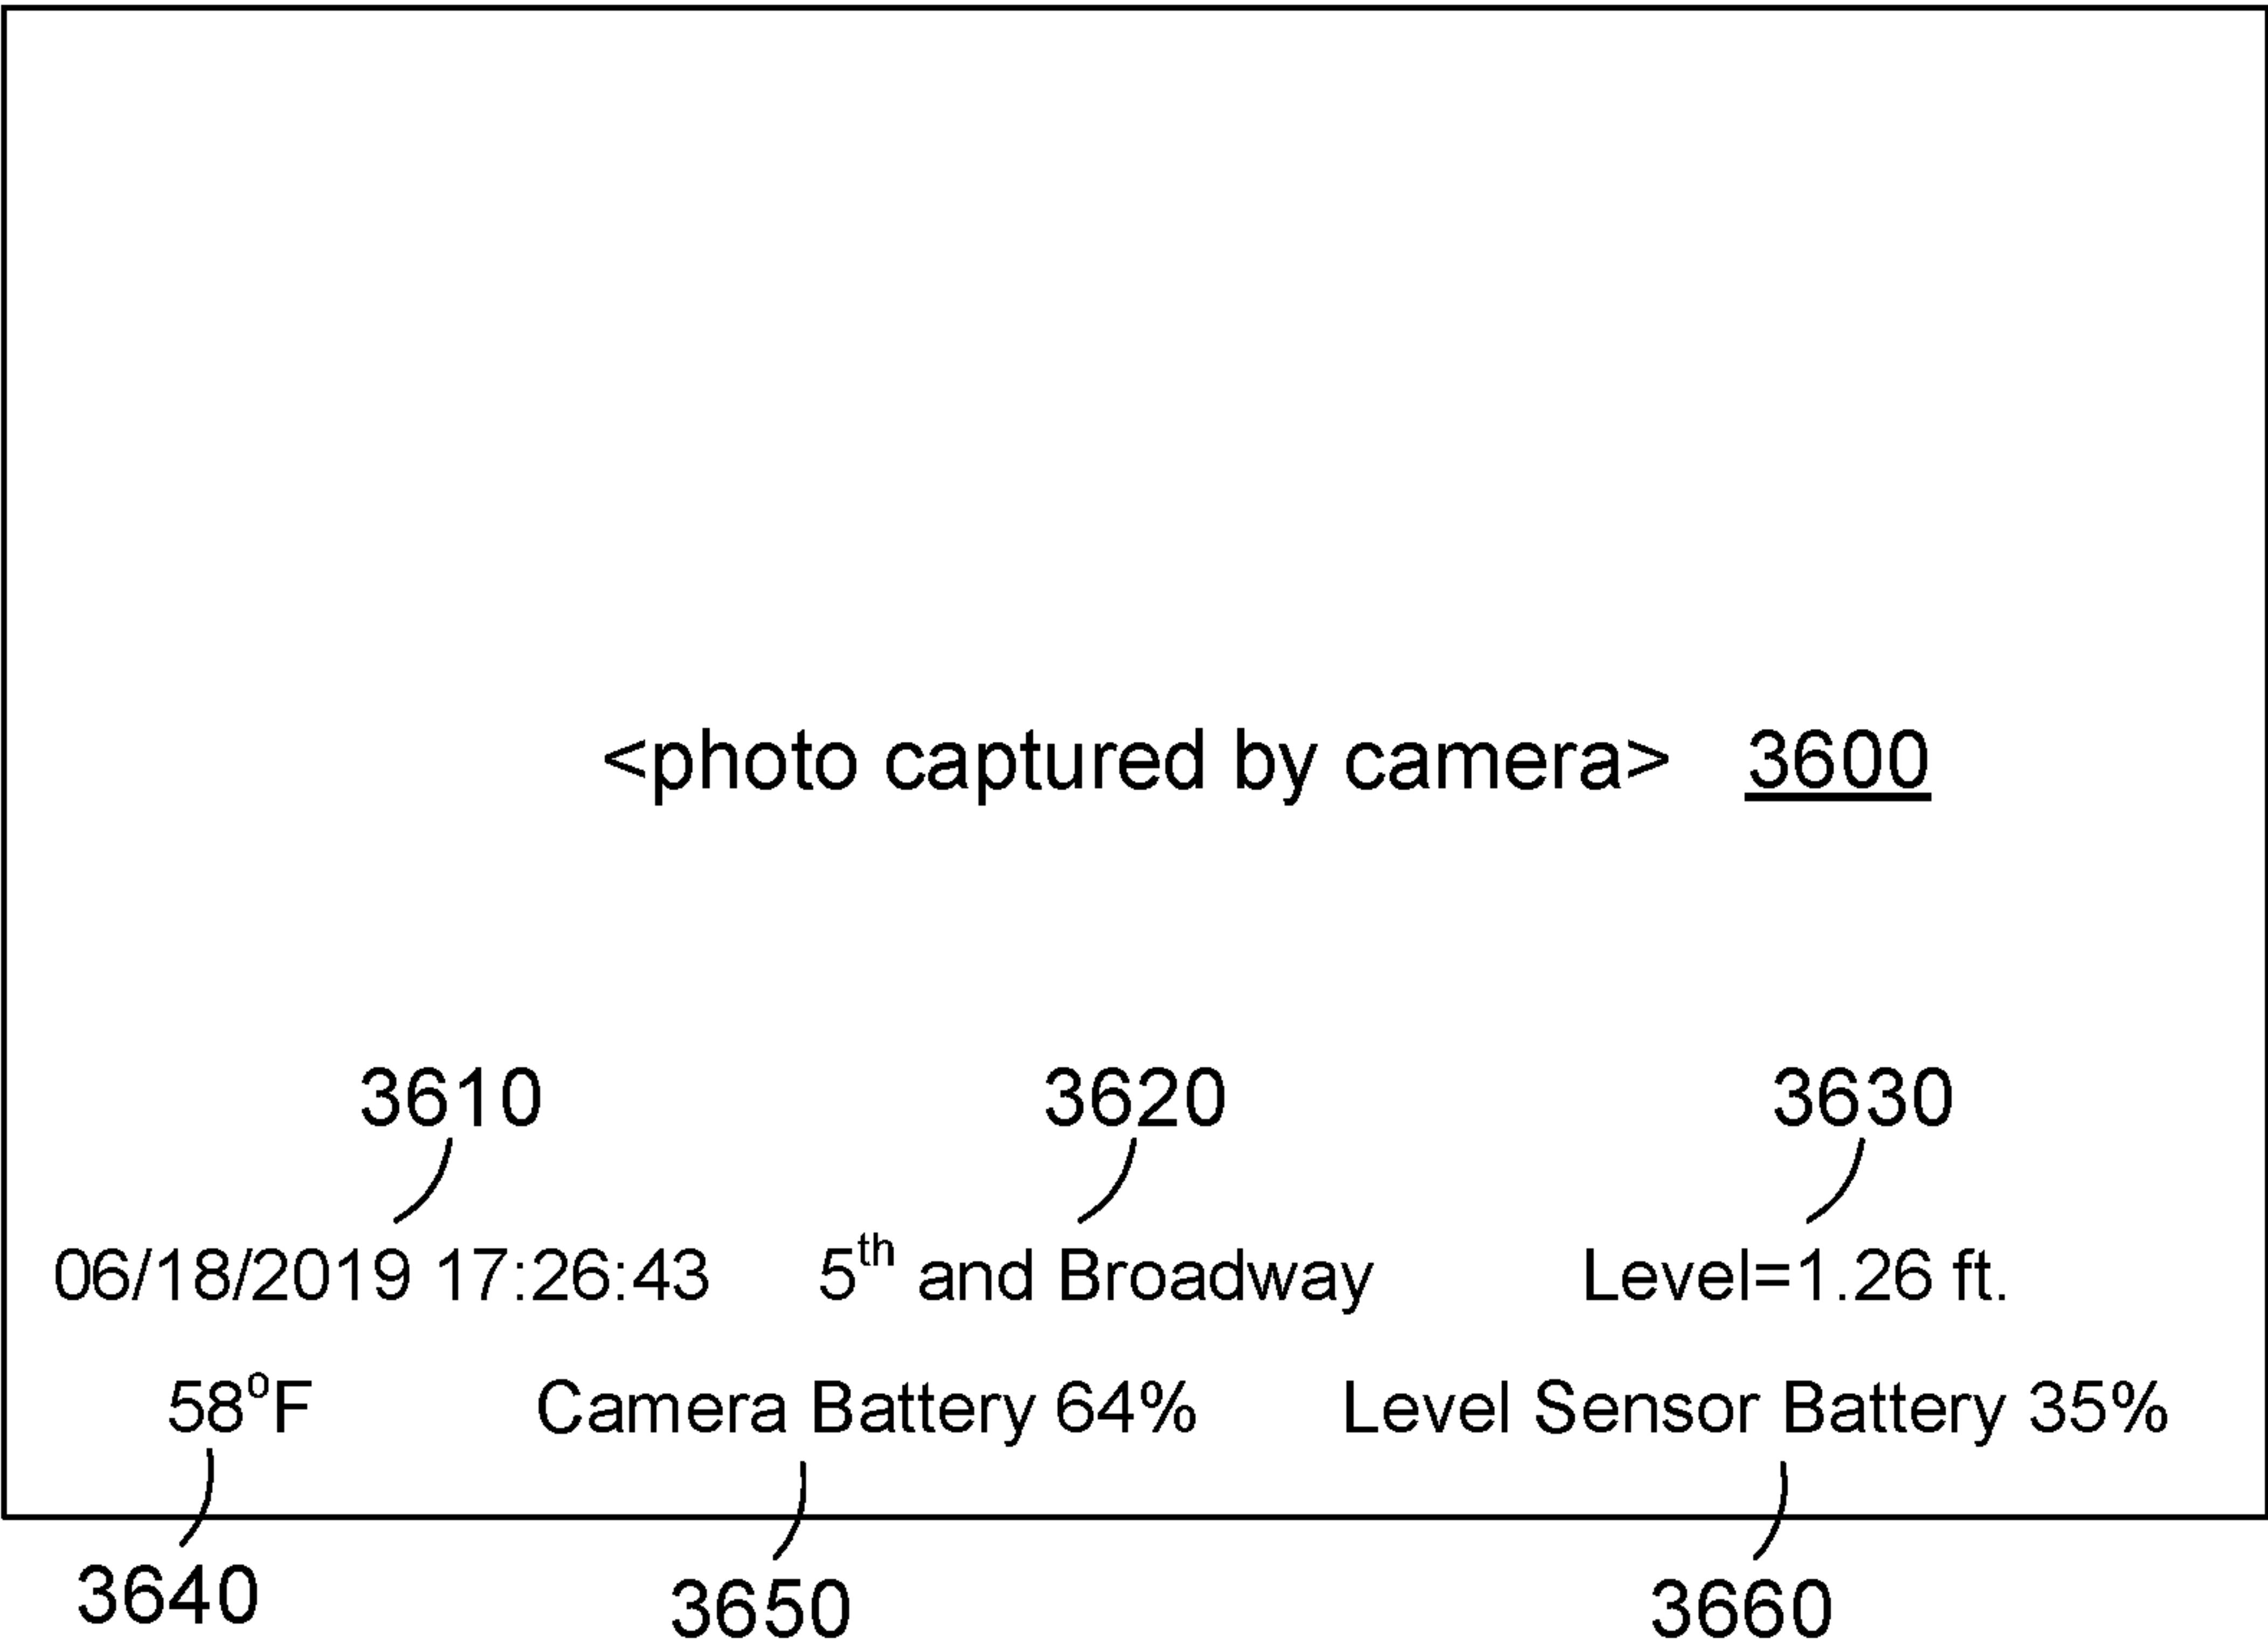 <photo captured by camera> 3600
3610 3620 3630
06/18/2019 17:26:43 5th and Broadway Level=1.26 ft.
58ºF Camera Battery 64% Level Sensor Battery 35%
3640 3650 3660